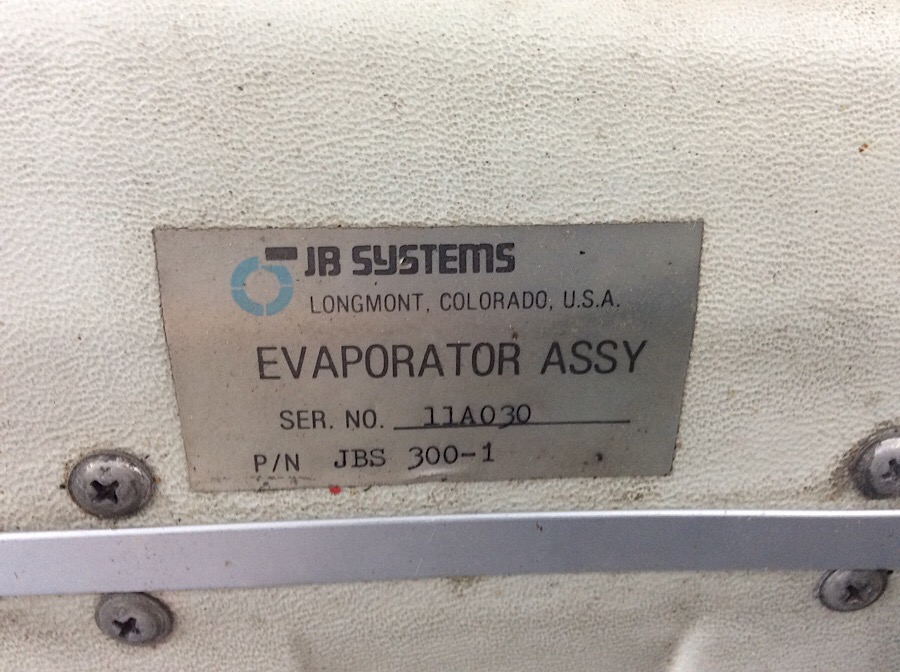 JB SYSTEMS
LONGMONT, COLORADO, U.S.A.
EVAPORATOR ASSY
SER. NO. 11A030
P/N JBS 300-1